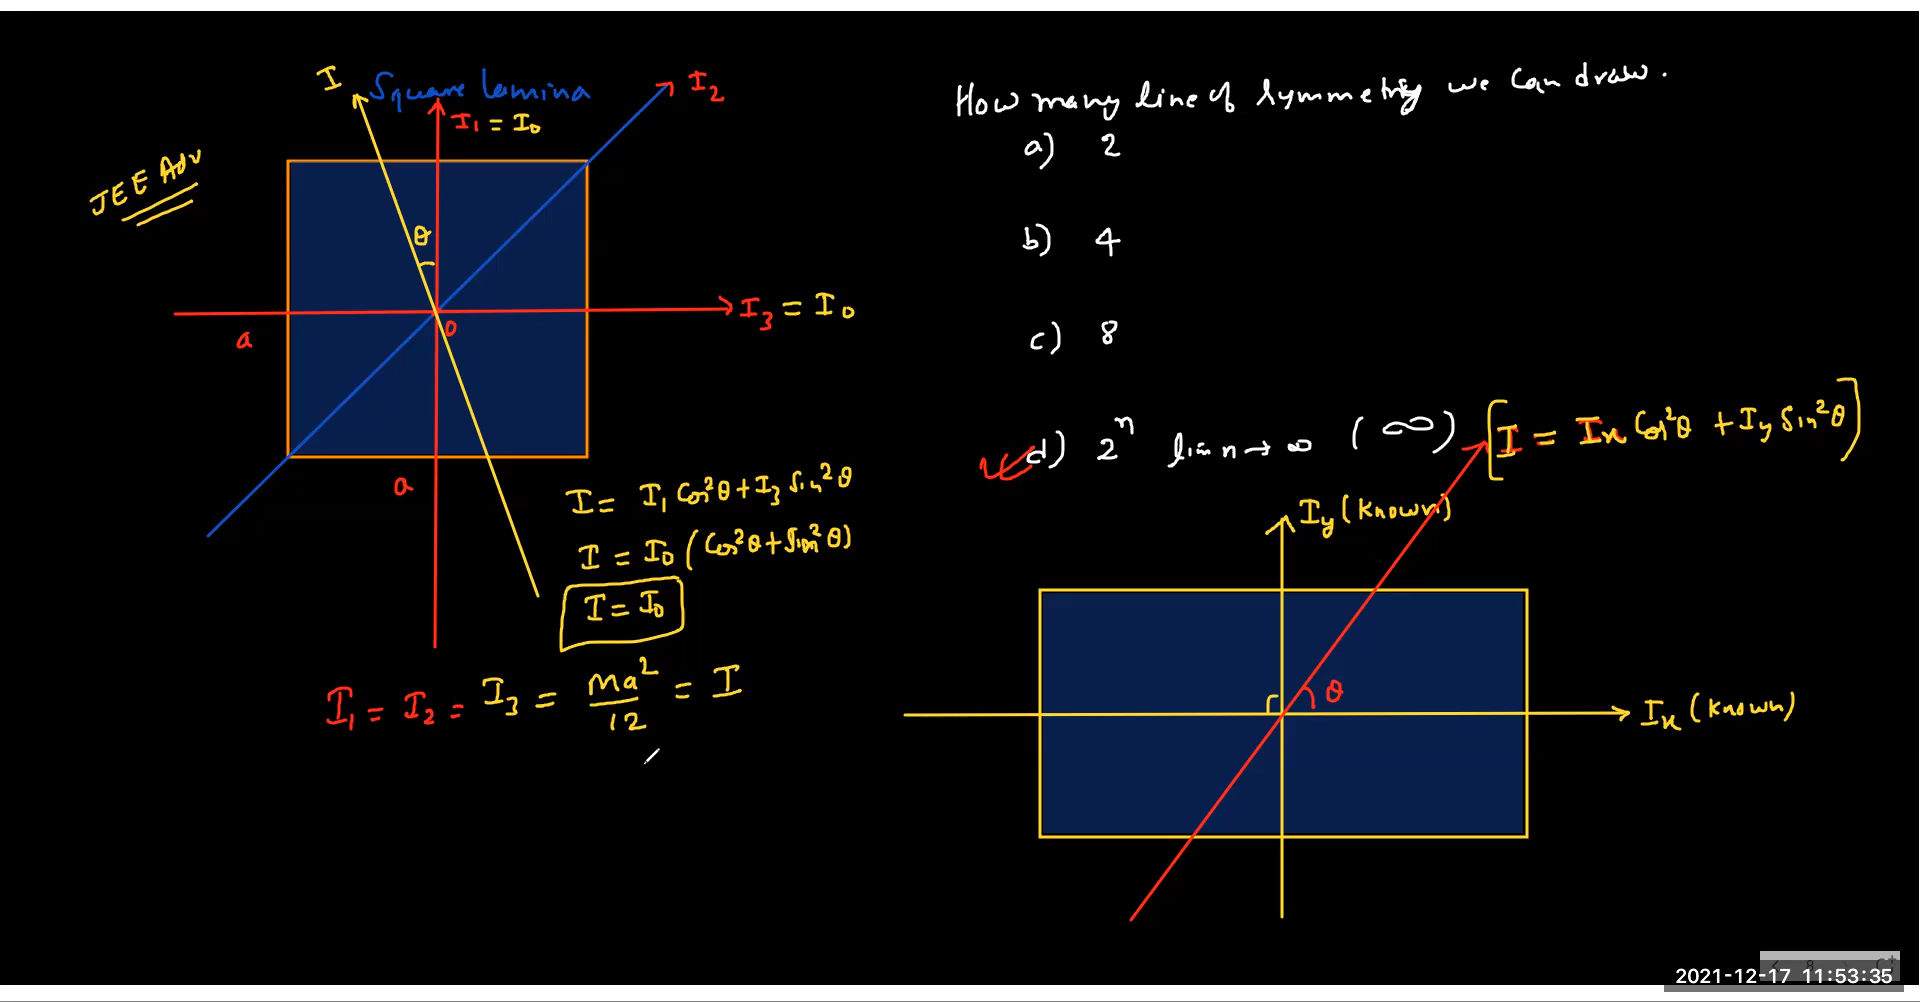 I
Square lamina
I₂
I₁ = I₀
JEE Adv
θ
I₃ = I₀
O
a
a
I = I₁ Cos²θ + I₃ Sin²θ
I = I₀ (Cos²θ + Sin²θ)
I = I₀
I₁ = I₂ = I₃ = ma²/12 = I
How many line of Symmetry we can draw.
a) 2
b) 4
c) 8
d) 2ⁿ lim n→∞ (∞)
[I = Iₓ Cos²θ + Iy Sin²θ]
Iy (Known)
θ
Iₓ (Known)
8
2021-12-17 11:53:35